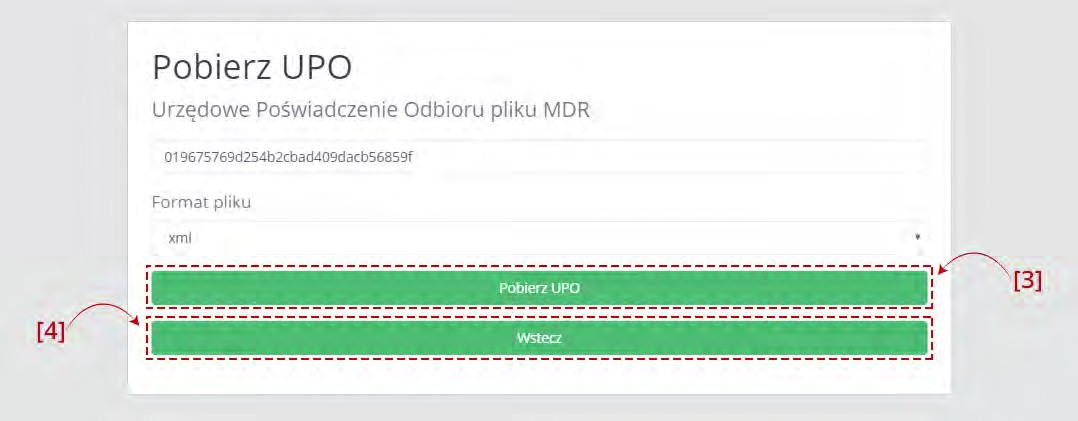 Pobierz UPO
Urzędowe Poświadczenie Odbioru pliku MDR
019675769d254b2cbad409dacb56859f
Format pliku
xml
Pobierz UPO
[3]
[4]
Wstecz